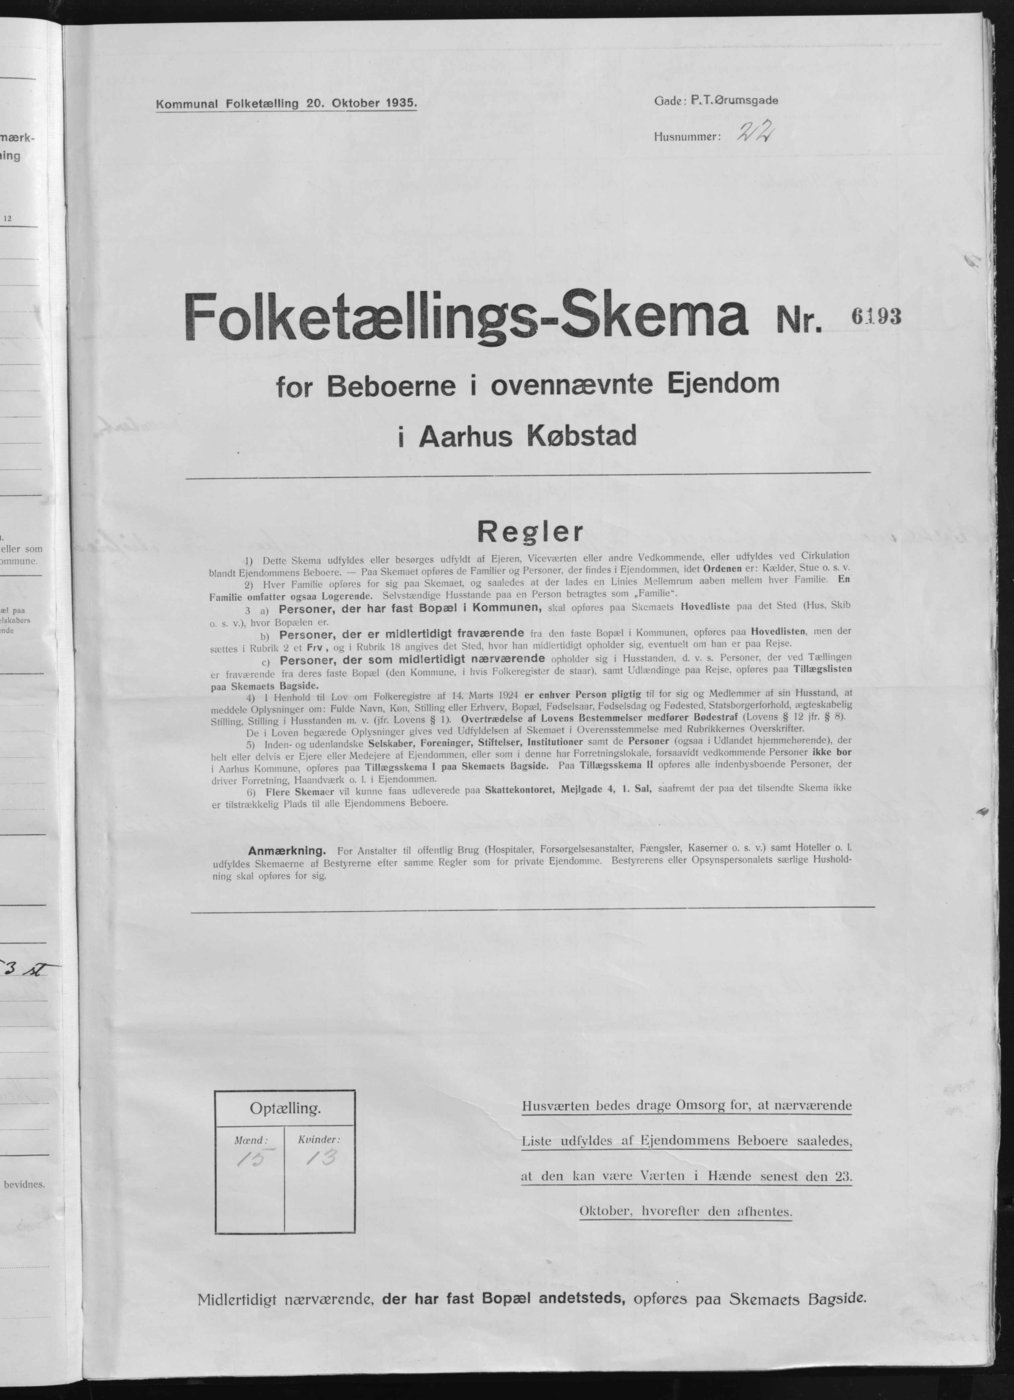 mærk-
ning
12
eller som
ommune.
æl paa
elskabers
ende
3 st
bevidnes.
Kommunal Folketælling 20. Oktober 1935.
Gade: P.T.Ørumsgade
Husnummer: 22
Folketællings-Skema Nr. 6193
for Beboerne i ovennævnte Ejendom
i Aarhus Købstad
Regler
1) Dette Skema udfyldes eller besørges udfyldt af Ejeren, Viceværten eller andre Vedkommende, eller udfyldes ved Cirkulation
blandt Ejendommens Beboere. — Paa Skemaet opføres de Familier og Personer, der findes i Ejendommen, idet Ordenen er: Kælder, Stue o. s. v.
2) Hver Familie opføres for sig paa Skemaet, og saaledes at der lades en Linies Mellemrum aaben mellem hver Familie. En
Familie omfatter ogsaa Logerende. Selvstændige Husstande paa en Person betragtes som „Familie“.
3 a) Personer, der har fast Bopæl i Kommunen, skal opføres paa Skemaets Hovedliste paa det Sted (Hus, Skib
o. s. v.), hvor Bopælen er.
b) Personer, der er midlertidigt fraværende fra den faste Bopæl i Kommunen, opføres paa Hovedlisten, men der
sættes i Rubrik 2 et Frv, og i Rubrik 18 angives det Sted, hvor han midlertidigt opholder sig, eventuelt om han er paa Rejse.
c) Personer, der som midlertidigt nærværende opholder sig i Husstanden, d. v. s. Personer, der ved Tællingen
er fraværende fra deres faste Bopæl (den Kommune, i hvis Folkeregister de staar), samt Udlændinge paa Rejse, opføres paa Tillægslisten
paa Skemaets Bagside.
4) I Henhold til Lov om Folkeregistre af 14. Marts 1924 er enhver Person pligtig til for sig og Medlemmer af sin Husstand, at
meddele Oplysninger om: Fulde Navn, Køn, Stilling eller Erhverv, Bopæl, Fødselsaar, Fødselsdag og Fødested, Statsborgerforhold, ægteskabelig
Stilling, Stilling i Husstanden m. v. (jfr. Lovens § 1). Overtrædelse af Lovens Bestemmelser medfører Bødestraf (Lovens § 12 jfr. § 8).
De i Loven begærede Oplysninger gives ved Udfyldelsen af Skemaet i Overensstemmelse med Rubrikkernes Overskrifter.
5) Inden- og udenlandske Selskaber, Foreninger, Stiftelser, Institutioner samt de Personer (ogsaa i Udlandet hjemmehørende), der
helt eller delvis er Ejere eller Medejere af Ejendommen, eller som i denne har Forretningslokale, forsaavidt vedkommende Personer ikke bor
i Aarhus Kommune, opføres paa Tillægsskema I paa Skemaets Bagside. Paa Tillægsskema II opføres alle indenbysboende Personer, der
driver Forretning, Haandværk o. l. i Ejendommen.
6) Flere Skemaer vil kunne faas udleverede paa Skattekontoret, Mejlgade 4, 1. Sal, saafremt der paa det tilsendte Skema ikke
er tilstrækkelig Plads til alle Ejendommens Beboere.
Anmærkning. For Anstalter til offentlig Brug (Hospitaler, Forsørgelsesanstalter, Fængsler, Kaserner o. s. v.) samt Hoteller o. l.
udfyldes Skemaerne af Bestyrerne efter samme Regler som for private Ejendomme. Bestyrerens eller Opsynspersonalets særlige Hushold-
ning skal opføres for sig.
Optælling.
Mænd: Kvinder:
15 13
Husværten bedes drage Omsorg for, at nærværende
Liste udfyldes af Ejendommens Beboere saaledes,
at den kan være Værten i Hænde senest den 23.
Oktober, hvorefter den afhentes.
Midlertidigt nærværende, der har fast Bopæl andetsteds, opføres paa Skemaets Bagside.